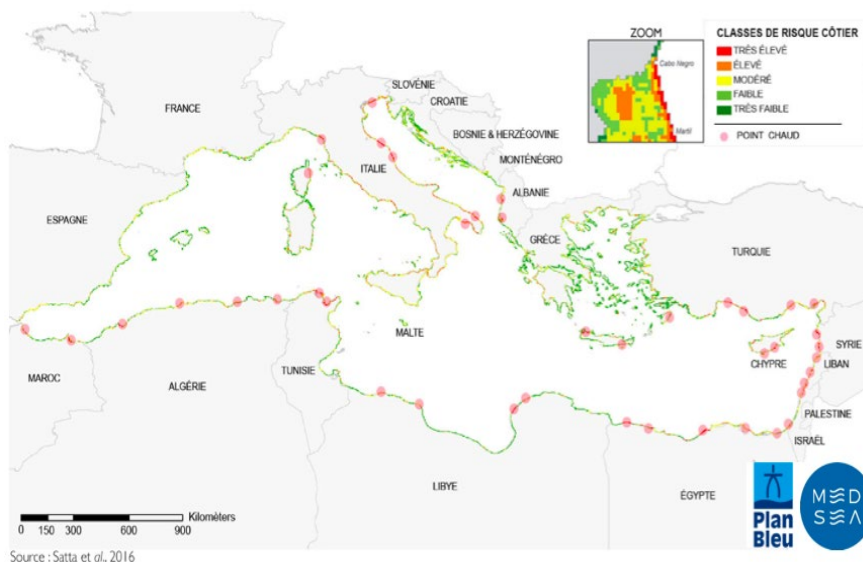 ZOOM
Cabo Negro
Martil
CLASSES DE RISQUE CÔTIER
TRÈS ÉLEVÉ
ÉLEVÉ
MODÉRÉ
FAIBLE
TRÈS FAIBLE
POINT CHAUD
SLOVÉNIE
CROATIE
FRANCE
BOSNIE & HERZÉGOVINE
MONTÉNÉGRO
ITALIE
ALBANIE
ESPAGNE
GRÈCE
TURQUIE
MALTE
CHYPRE
SYRIE
LIBAN
MAROC
ALGÉRIE
TUNISIE
PALESTINE
ISRAËL
LIBYE
ÉGYPTE
Kilomèters
0 150 300 600 900
Plan
Bleu
MED
SEA
Source : Satta et al., 2016